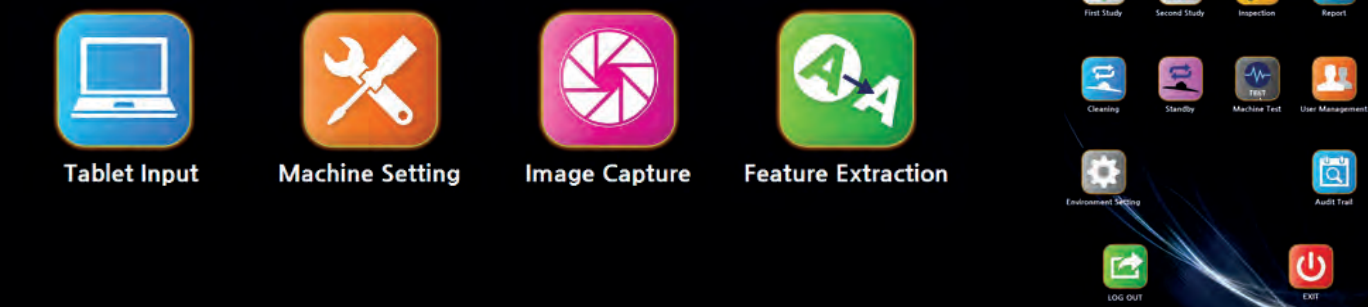 Tablet Input
Machine Setting
Image Capture
Feature Extraction
First Study
Second Study
Inspection
Report
Cleaning
Standby
TEST
Machine Test
User Management
Environment Setting
Audit Trail
LOG OUT
EXIT